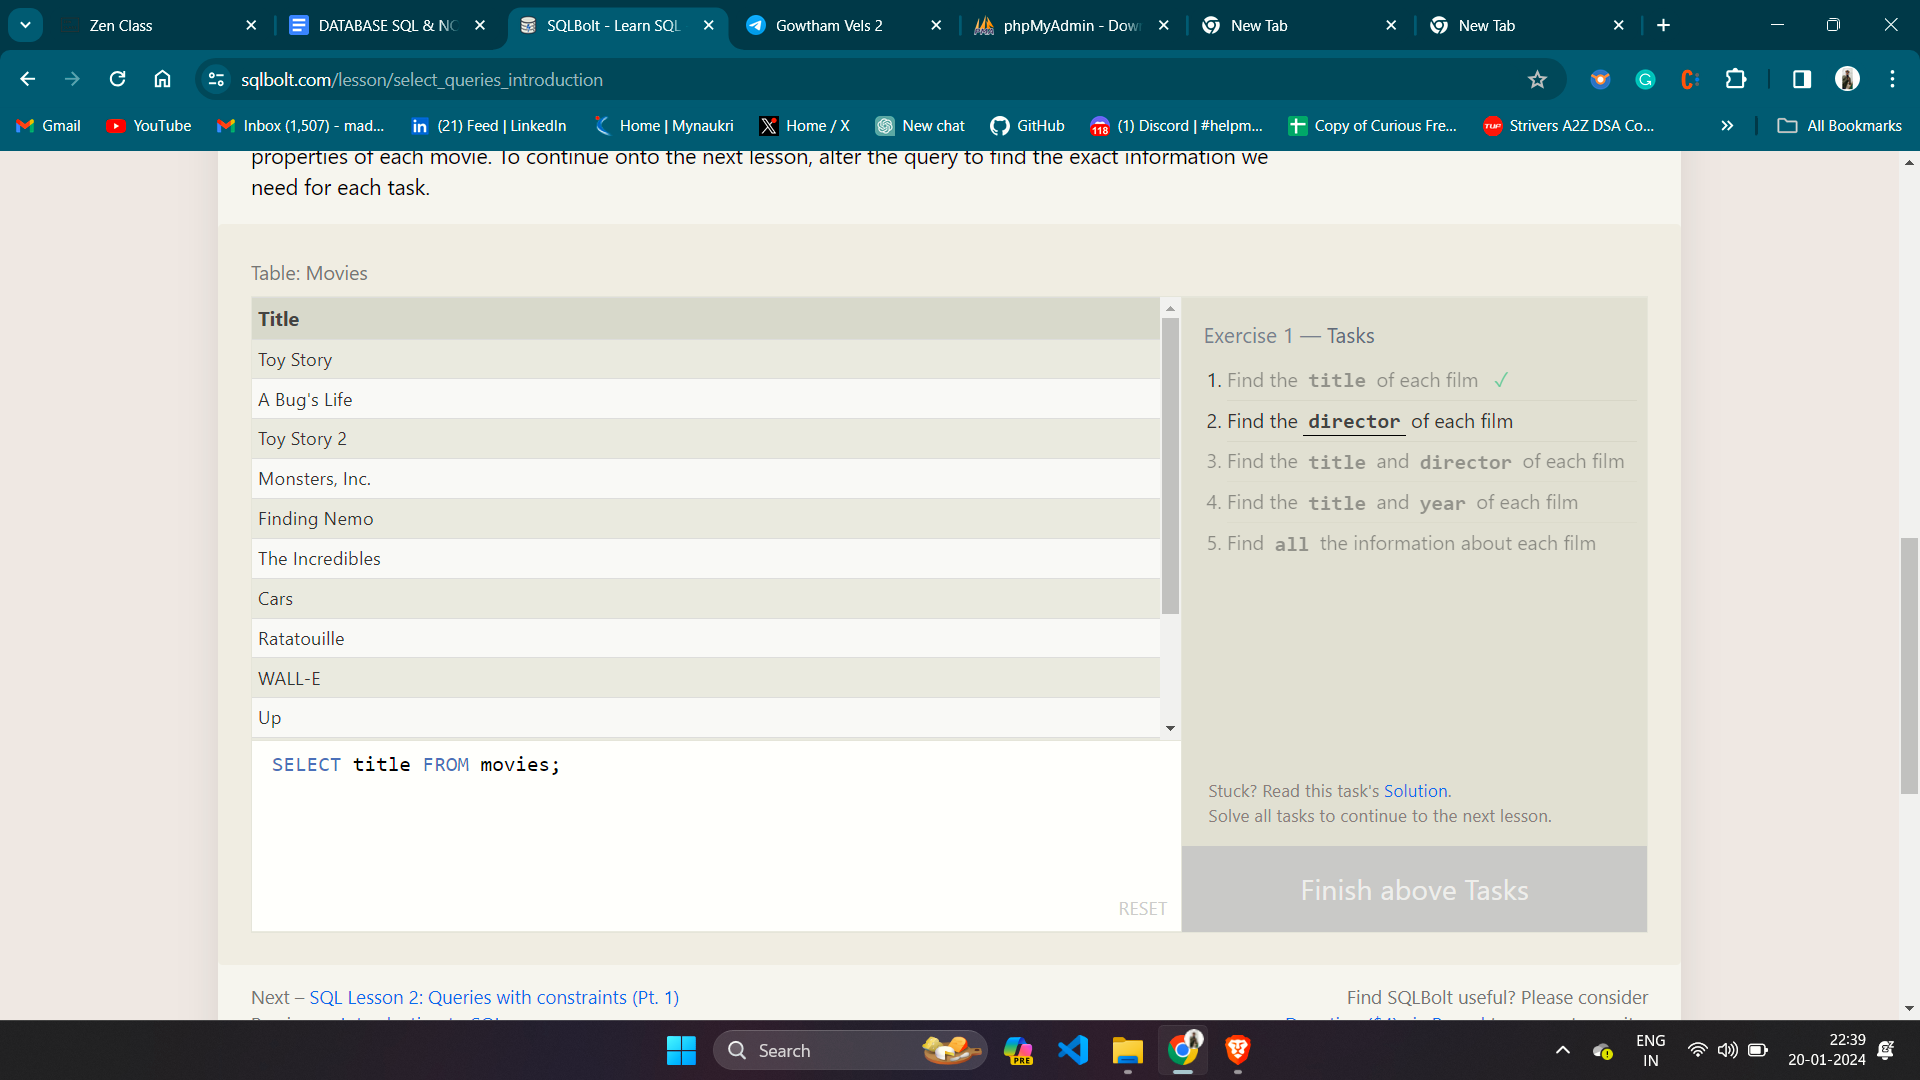 Zen Class
DATABASE SQL & NO
SQLBolt - Learn SQL
Gowtham Vels 2
phpMyAdmin - Dow
New Tab
New Tab
sqlbolt.com/lesson/select_queries_introduction
Gmail
YouTube
Inbox (1,507) - mad...
(21) Feed | LinkedIn
Home | Mynaukri
Home / X
New chat
GitHub
118
(1) Discord | #helpm...
Copy of Curious Fre...
TUF
Strivers A2Z DSA Co...
All Bookmarks
properties of each movie. To continue onto the next lesson, alter the query to find the exact information we
need for each task.
Table: Movies
Title
Toy Story
A Bug's Life
Toy Story 2
Monsters, Inc.
Finding Nemo
The Incredibles
Cars
Ratatouille
WALL-E
Up
SELECT title FROM movies;
RESET
Exercise 1 — Tasks
1. Find the title of each film ✓
2. Find the director of each film
3. Find the title and director of each film
4. Find the title and year of each film
5. Find all the information about each film
Stuck? Read this task's Solution.
Solve all tasks to continue to the next lesson.
Finish above Tasks
Next – SQL Lesson 2: Queries with constraints (Pt. 1)
Find SQLBolt useful? Please consider
Search
PRE
ENG
IN
22:39
20-01-2024